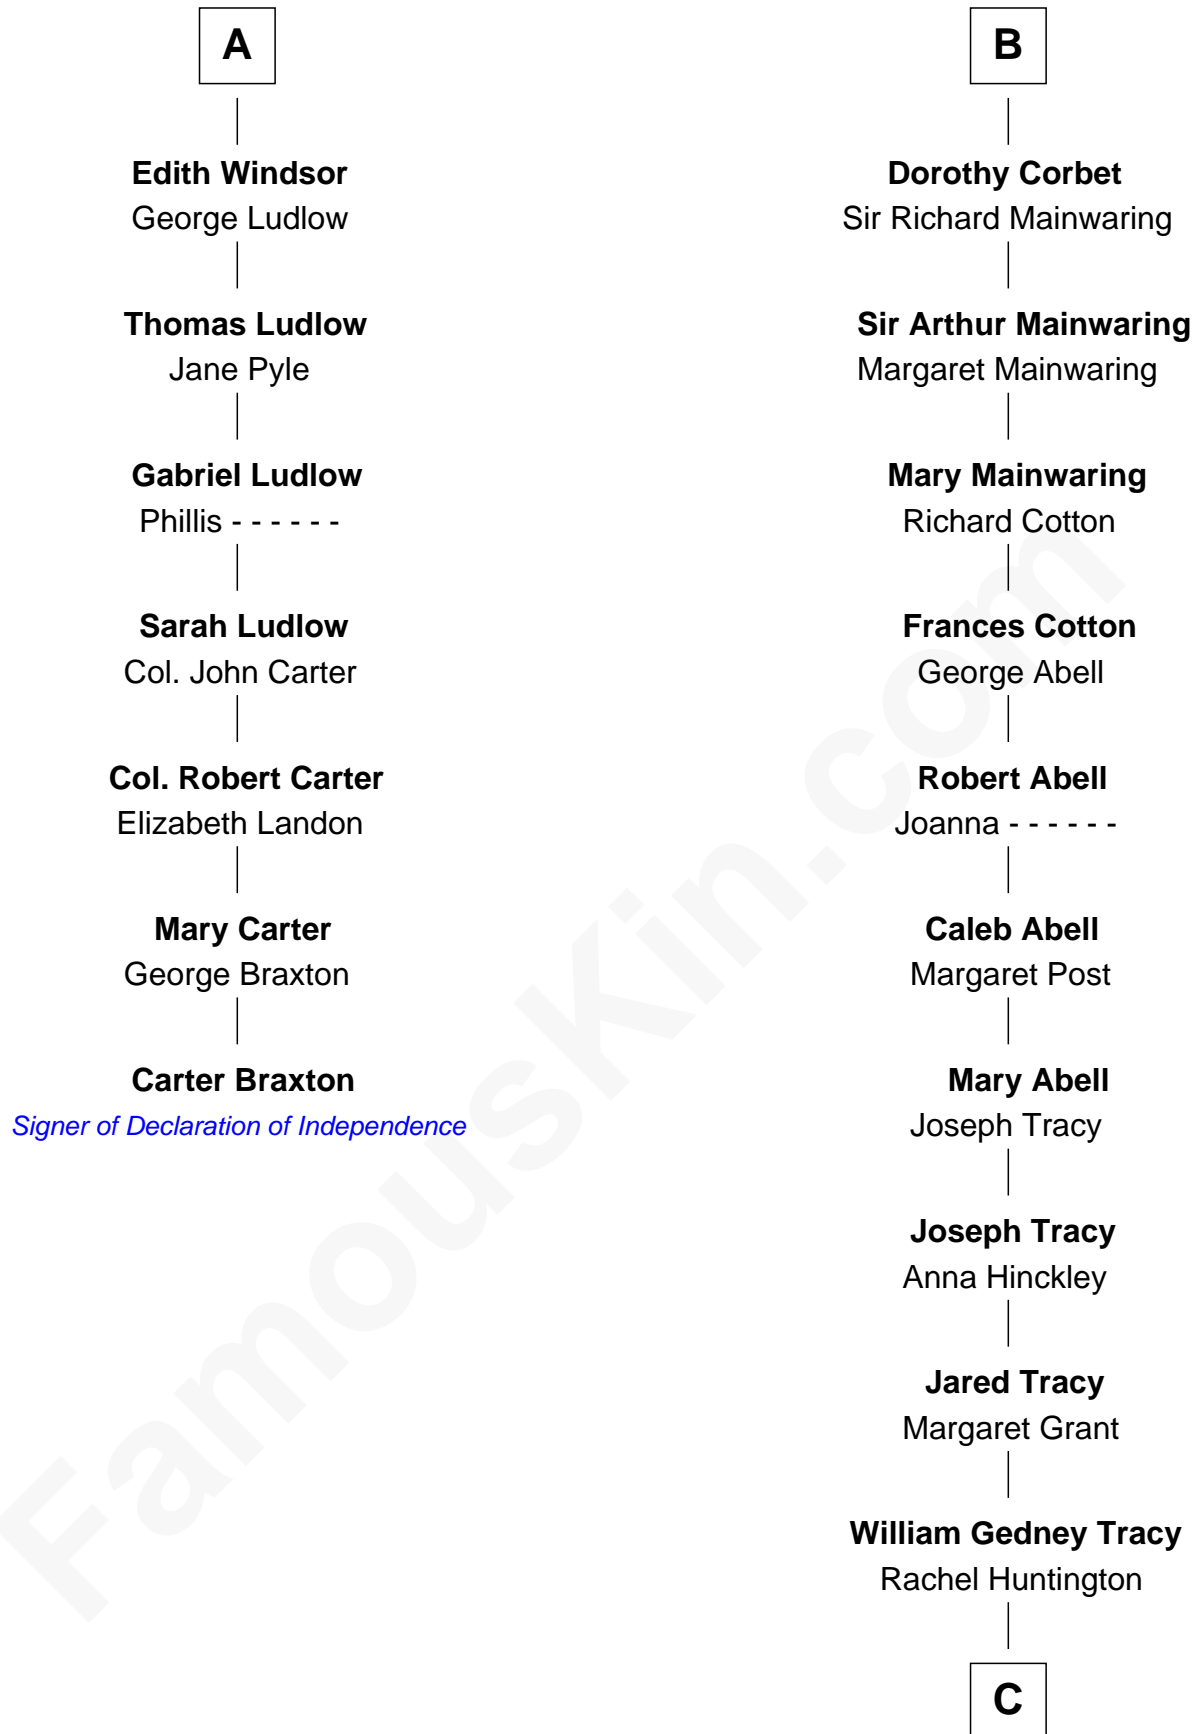 A
Edith Windsor
George Ludlow
Thomas Ludlow
Jane Pyle
Gabriel Ludlow
Phillis - - - - - -
Sarah Ludlow
Col. John Carter
Col. Robert Carter
Elizabeth Landon
Mary Carter
George Braxton
Carter Braxton
Signer of Declaration of Independence
B
Dorothy Corbet
Sir Richard Mainwaring
Sir Arthur Mainwaring
Margaret Mainwaring
Mary Mainwaring
Richard Cotton
Frances Cotton
George Abell
Robert Abell
Joanna - - - - - -
Caleb Abell
Margaret Post
Mary Abell
Joseph Tracy
Joseph Tracy
Anna Hinckley
Jared Tracy
Margaret Grant
William Gedney Tracy
Rachel Huntington
C
FamousKin.com